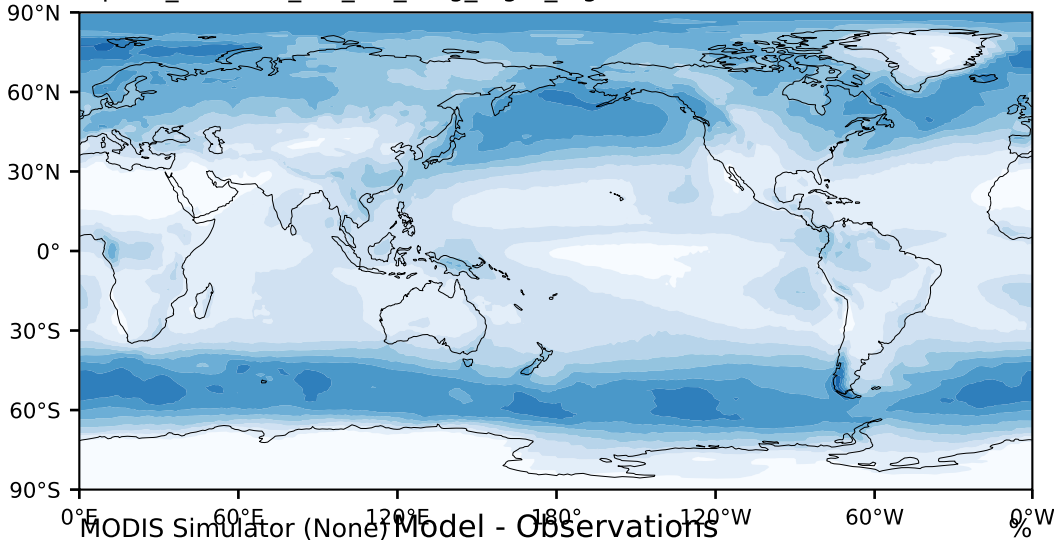 90°N
60°N
30°N
0°
30°S
60°S
90°S
0°E 60°E 120°E 180° 120°W 60°W 0°W
MODIS Simulator (None) Model - Observations %